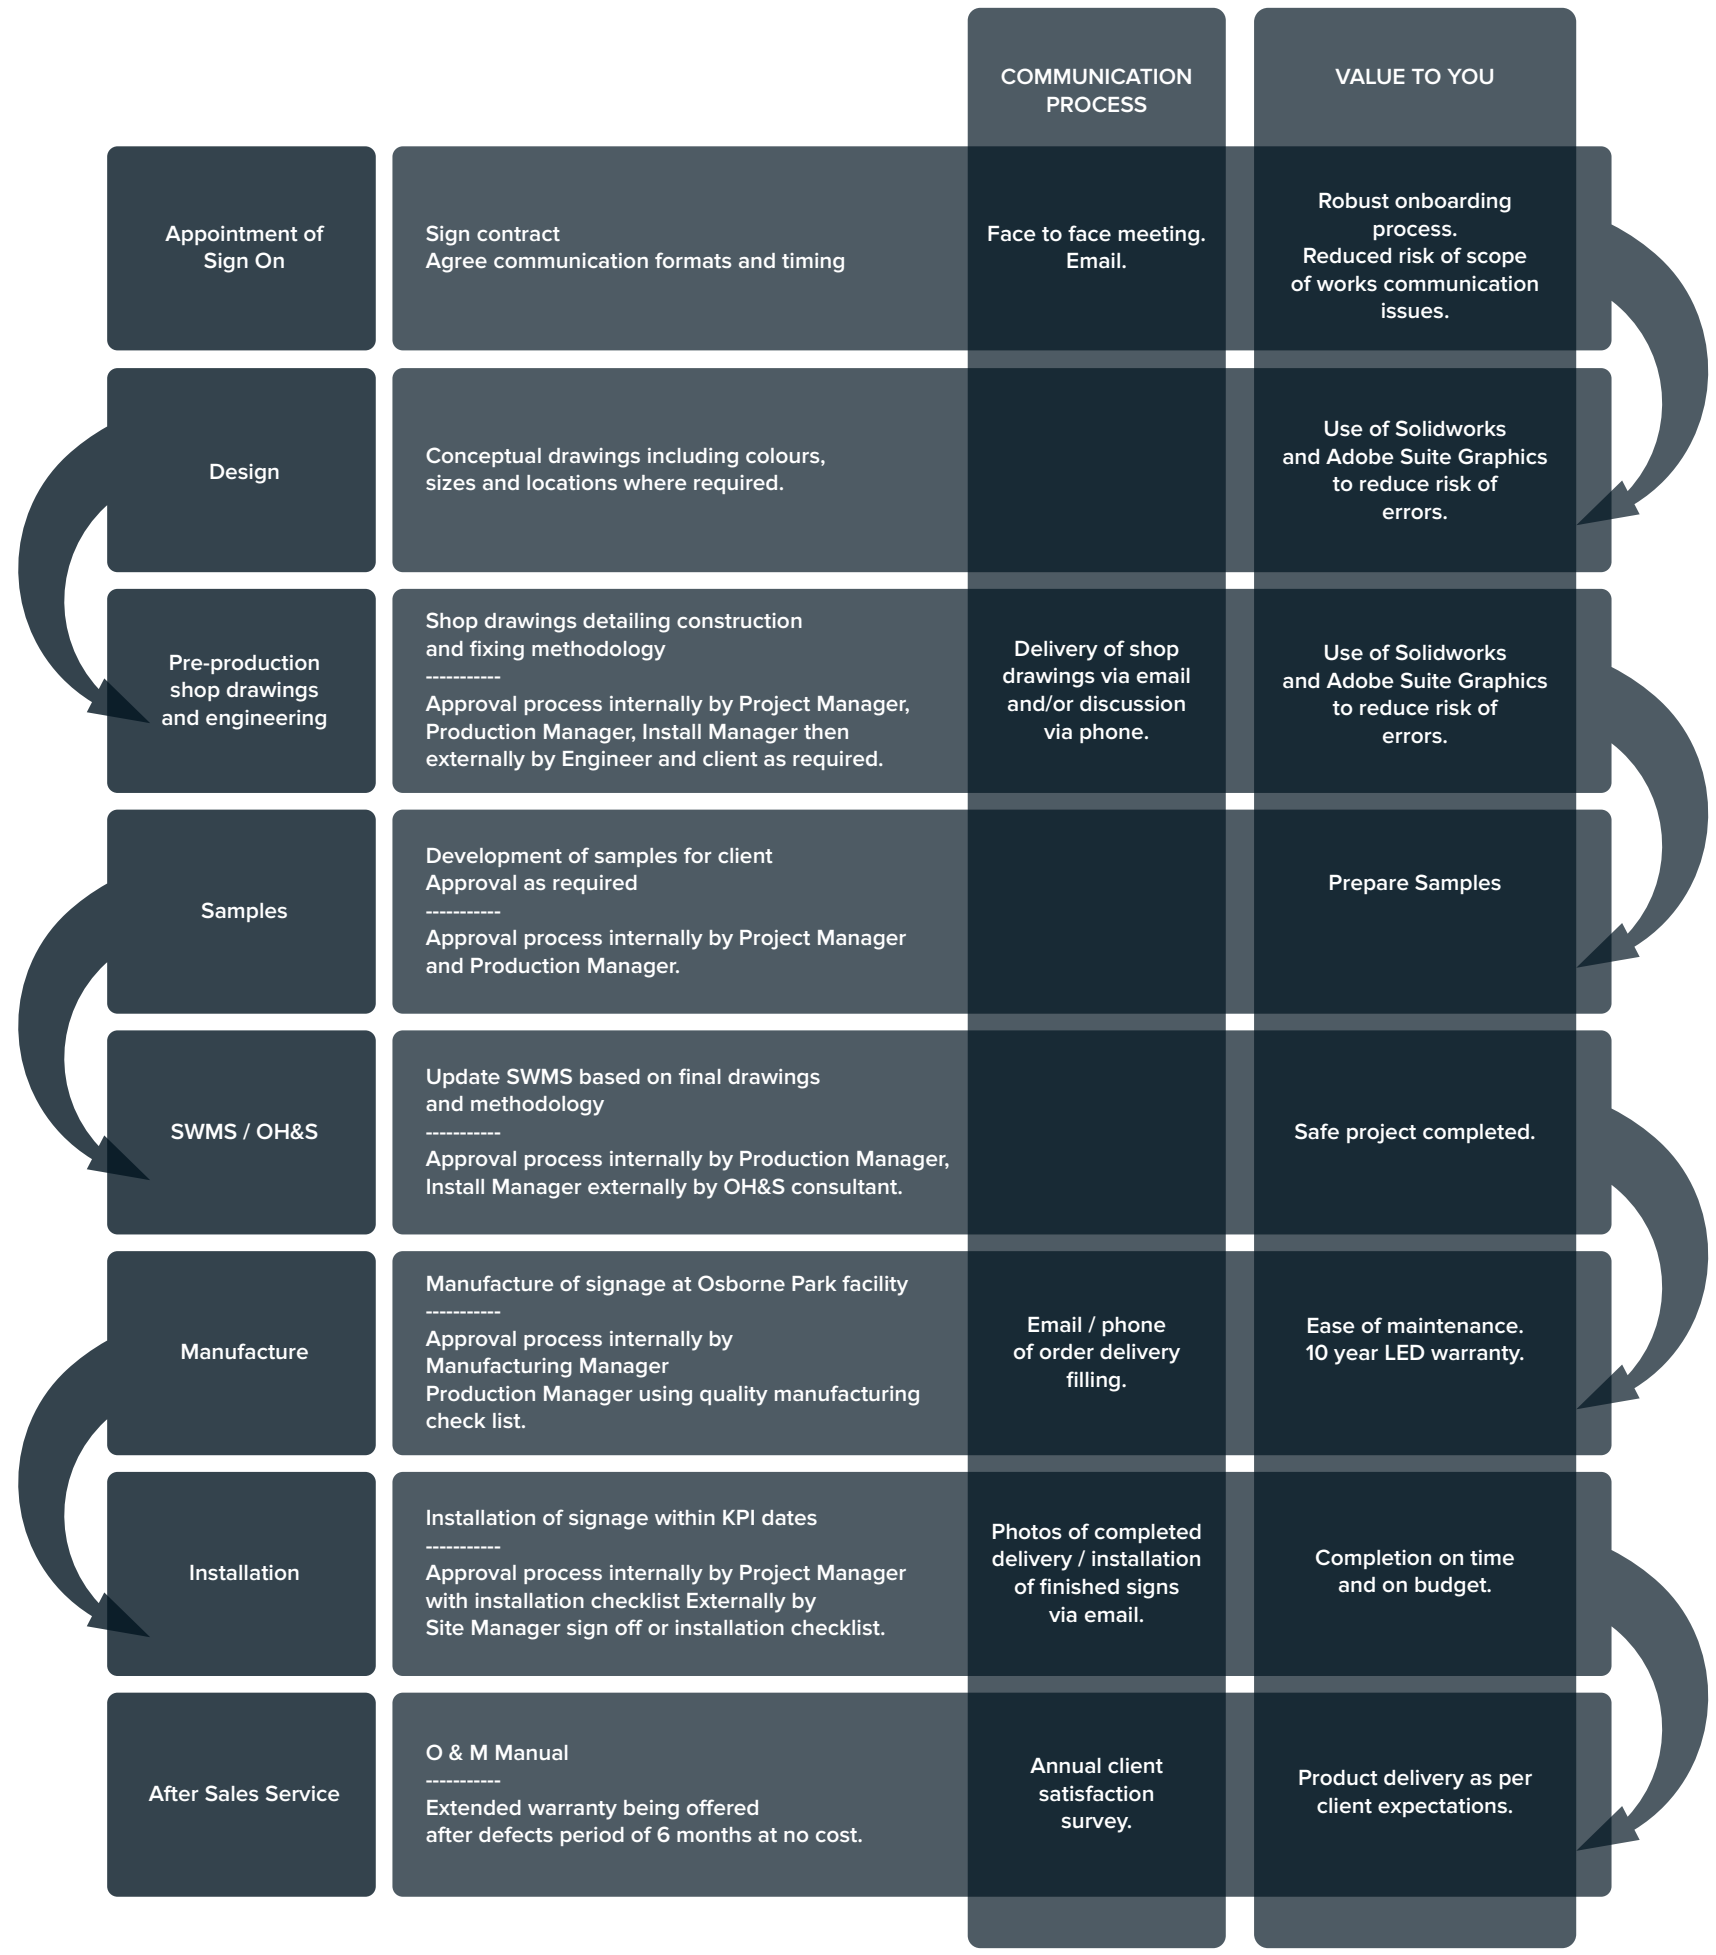 COMMUNICATION
PROCESS
VALUE TO YOU
Appointment of
Sign On
Sign contract
Agree communication formats and timing
Face to face meeting.
Email.
Robust onboarding
process.
Reduced risk of scope
of works communication
issues.
Design
Conceptual drawings including colours,
sizes and locations where required.
Use of Solidworks
and Adobe Suite Graphics
to reduce risk of
errors.
Pre-production
shop drawings
and engineering
Shop drawings detailing construction
and fixing methodology
-----------
Approval process internally by Project Manager,
Production Manager, Install Manager then
externally by Engineer and client as required.
Delivery of shop
drawings via email
and/or discussion
via phone.
Use of Solidworks
and Adobe Suite Graphics
to reduce risk of
errors.
Samples
Development of samples for client
Approval as required
-----------
Approval process internally by Project Manager
and Production Manager.
Prepare Samples
SWMS / OH&S
Update SWMS based on final drawings
and methodology
-----------
Approval process internally by Production Manager,
Install Manager externally by OH&S consultant.
Safe project completed.
Manufacture
Manufacture of signage at Osborne Park facility
-----------
Approval process internally by
Manufacturing Manager
Production Manager using quality manufacturing
check list.
Email / phone
of order delivery
filling.
Ease of maintenance.
10 year LED warranty.
Installation
Installation of signage within KPI dates
-----------
Approval process internally by Project Manager
with installation checklist Externally by
Site Manager sign off or installation checklist.
Photos of completed
delivery / installation
of finished signs
via email.
Completion on time
and on budget.
After Sales Service
O & M Manual
-----------
Extended warranty being offered
after defects period of 6 months at no cost.
Annual client
satisfaction
survey.
Product delivery as per
client expectations.